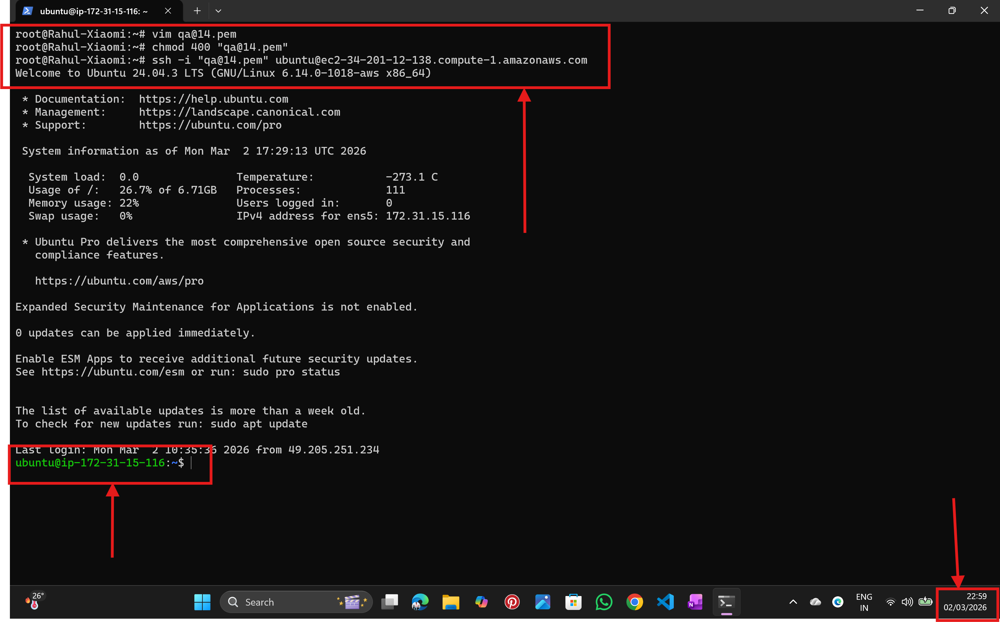 ubuntu@ip-172-31-15-116: ~
root@Rahul-Xiaomi:~# vim qa@14.pem
root@Rahul-Xiaomi:~# chmod 400 "qa@14.pem"
root@Rahul-Xiaomi:~# ssh -i "qa@14.pem" ubuntu@ec2-34-201-12-138.compute-1.amazonaws.com
Welcome to Ubuntu 24.04.3 LTS (GNU/Linux 6.14.0-1018-aws x86_64)
* Documentation:  https://help.ubuntu.com
* Management:     https://landscape.canonical.com
* Support:        https://ubuntu.com/pro
System information as of Mon Mar  2 17:29:13 UTC 2026
System load:  0.0               Temperature:           -273.1 C
Usage of /:   26.7% of 6.71GB   Processes:             111
Memory usage: 22%               Users logged in:       0
Swap usage:   0%                IPv4 address for ens5: 172.31.15.116
* Ubuntu Pro delivers the most comprehensive open source security and
compliance features.
https://ubuntu.com/aws/pro
Expanded Security Maintenance for Applications is not enabled.
0 updates can be applied immediately.
Enable ESM Apps to receive additional future security updates.
See https://ubuntu.com/esm or run: sudo pro status
The list of available updates is more than a week old.
To check for new updates run: sudo apt update
Last login: Mon Mar  2 10:35:36 2026 from 49.205.251.234
ubuntu@ip-172-31-15-116:~$
26°
Search
ENG
IN
22:59
02/03/2026